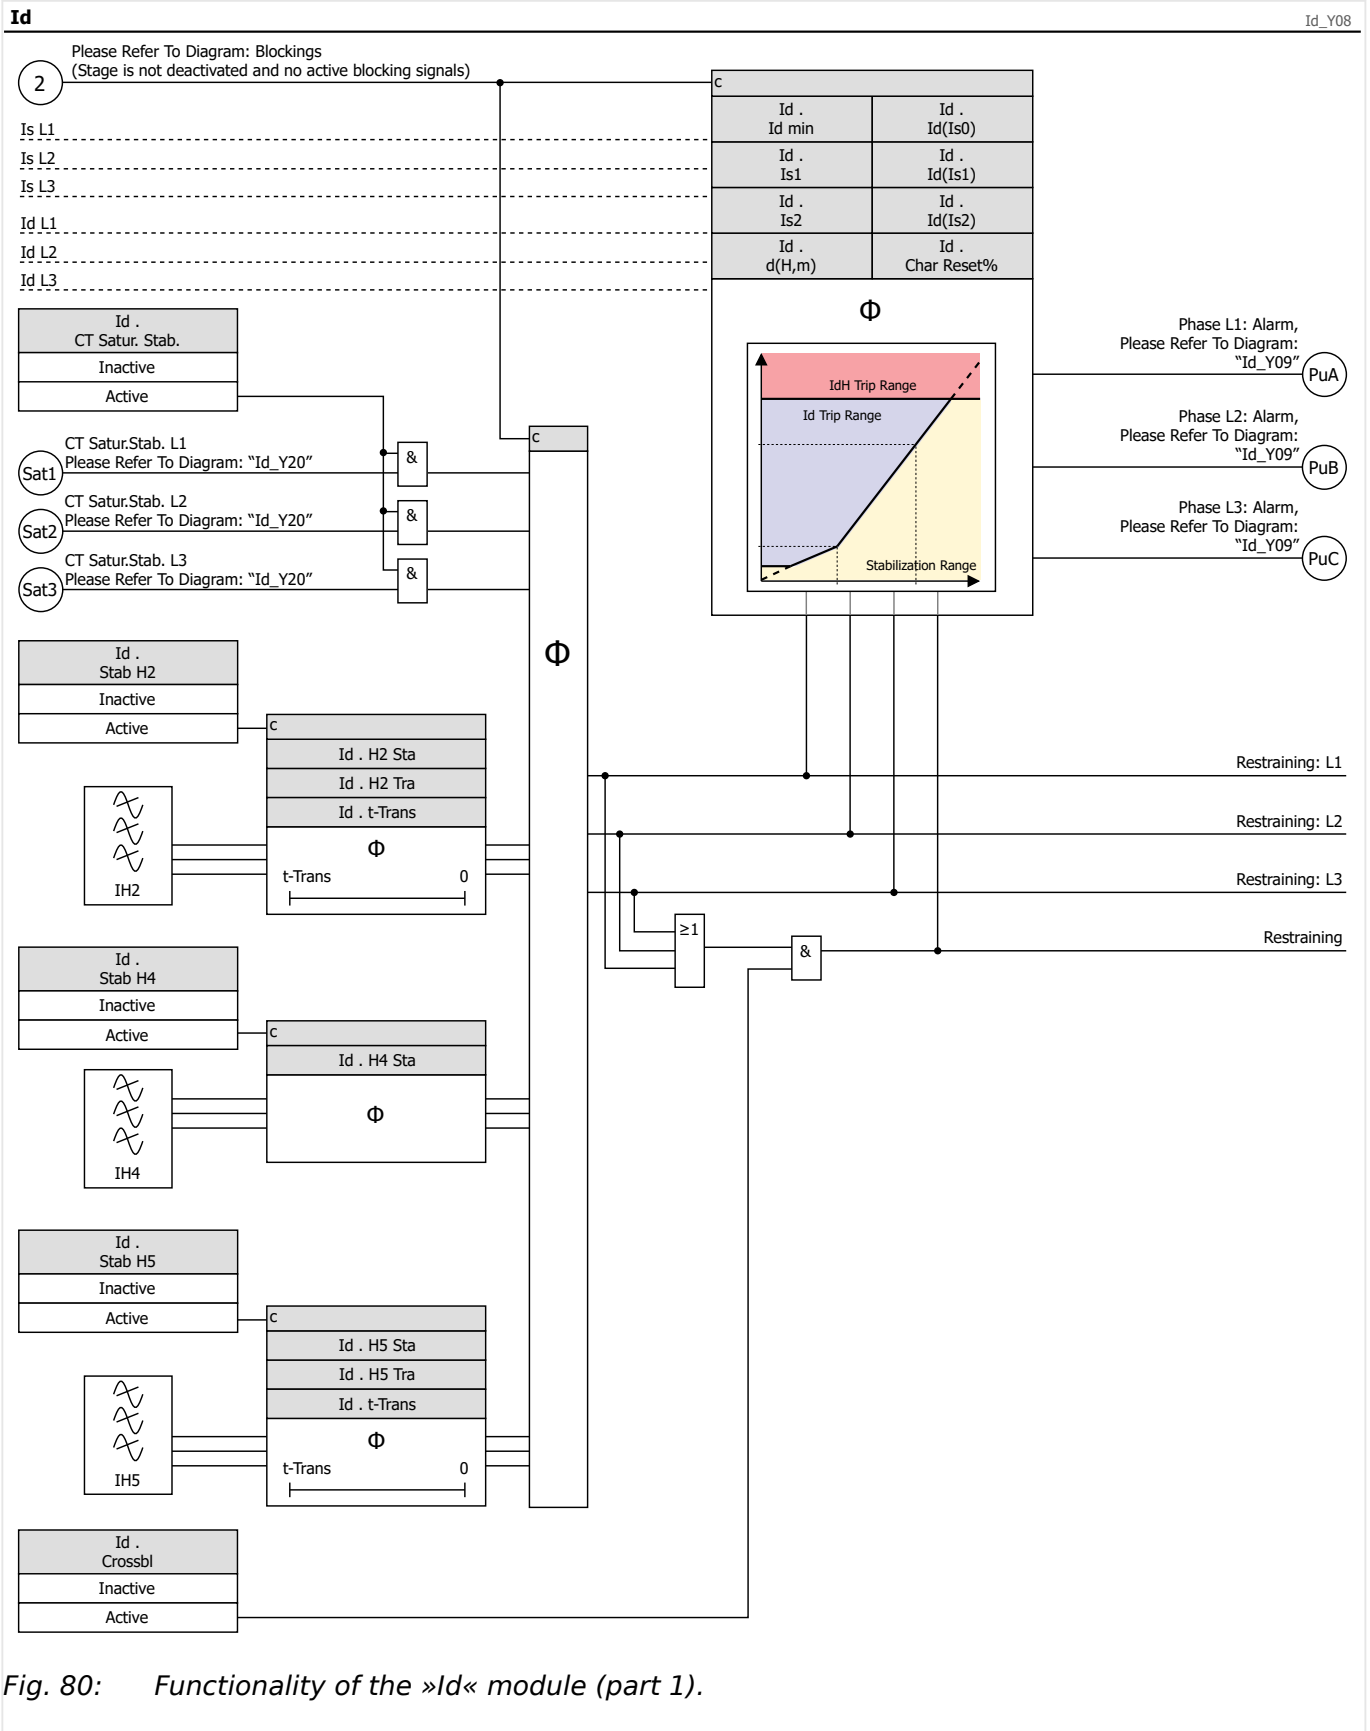 Id
Id_Y08
Please Refer To Diagram: Blockings
(Stage is not deactivated and no active blocking signals)
2
c
Id .
Id min
Id .
Id(Is0)
Id .
Is1
Id .
Id(Is1)
Id .
Is2
Id .
Id(Is2)
Id .
d(H,m)
Id .
Char Reset%
Φ
IdH Trip Range
Id Trip Range
Stabilization Range
Is L1
Is L2
Is L3
Id L1
Id L2
Id L3
Phase L1: Alarm,
Please Refer To Diagram:
“Id_Y09”
PuA
Phase L2: Alarm,
Please Refer To Diagram:
“Id_Y09”
PuB
Phase L3: Alarm,
Please Refer To Diagram:
“Id_Y09”
PuC
Id .
CT Satur. Stab.
Inactive
Active
CT Satur.Stab. L1
Please Refer To Diagram: “Id_Y20”
Sat1
&
CT Satur.Stab. L2
Please Refer To Diagram: “Id_Y20”
Sat2
&
CT Satur.Stab. L3
Please Refer To Diagram: “Id_Y20”
Sat3
&
c
Φ
Id .
Stab H2
Inactive
Active
c
Id . H2 Sta
Id . H2 Tra
Id . t-Trans
Φ
t-Trans 0
IH2
Restraining: L1
Restraining: L2
Restraining: L3
≥1
&
Restraining
Id .
Stab H4
Inactive
Active
c
Id . H4 Sta
Φ
IH4
Id .
Stab H5
Inactive
Active
c
Id . H5 Sta
Id . H5 Tra
Id . t-Trans
Φ
t-Trans 0
IH5
Id .
Crossbl
Inactive
Active
Fig. 80: Functionality of the »Id« module (part 1).